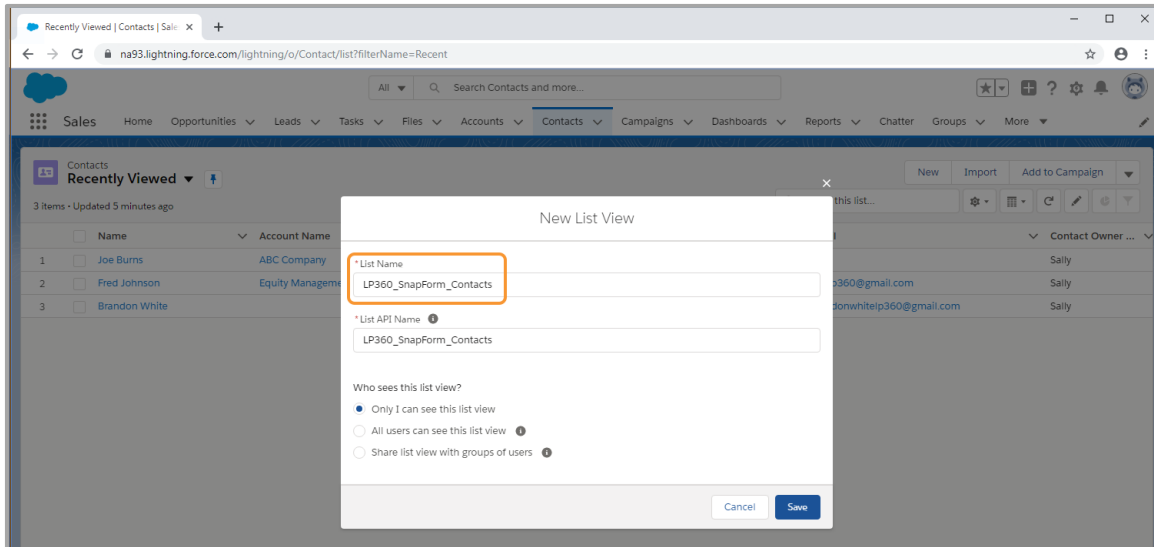 Recently Viewed | Contacts | Sale
na93.lightning.force.com/lightning/o/Contact/list?filterName=Recent
All Search Contacts and more...
Sales Home Opportunities Leads Tasks Files Accounts Contacts Campaigns Dashboards Reports Chatter Groups More
Contacts
Recently Viewed
New Import Add to Campaign
3 items • Updated 5 minutes ago
this list...
Name Account Name Contact Owner ...
1 Joe Burns ABC Company Sally
2 Fred Johnson Equity Manageme p360@gmail.com Sally
3 Brandon White donwhitelp360@gmail.com Sally
New List View
*List Name
LP360_SnapForm_Contacts
*List API Name
LP360_SnapForm_Contacts
Who sees this list view?
Only I can see this list view
All users can see this list view
Share list view with groups of users
Cancel Save